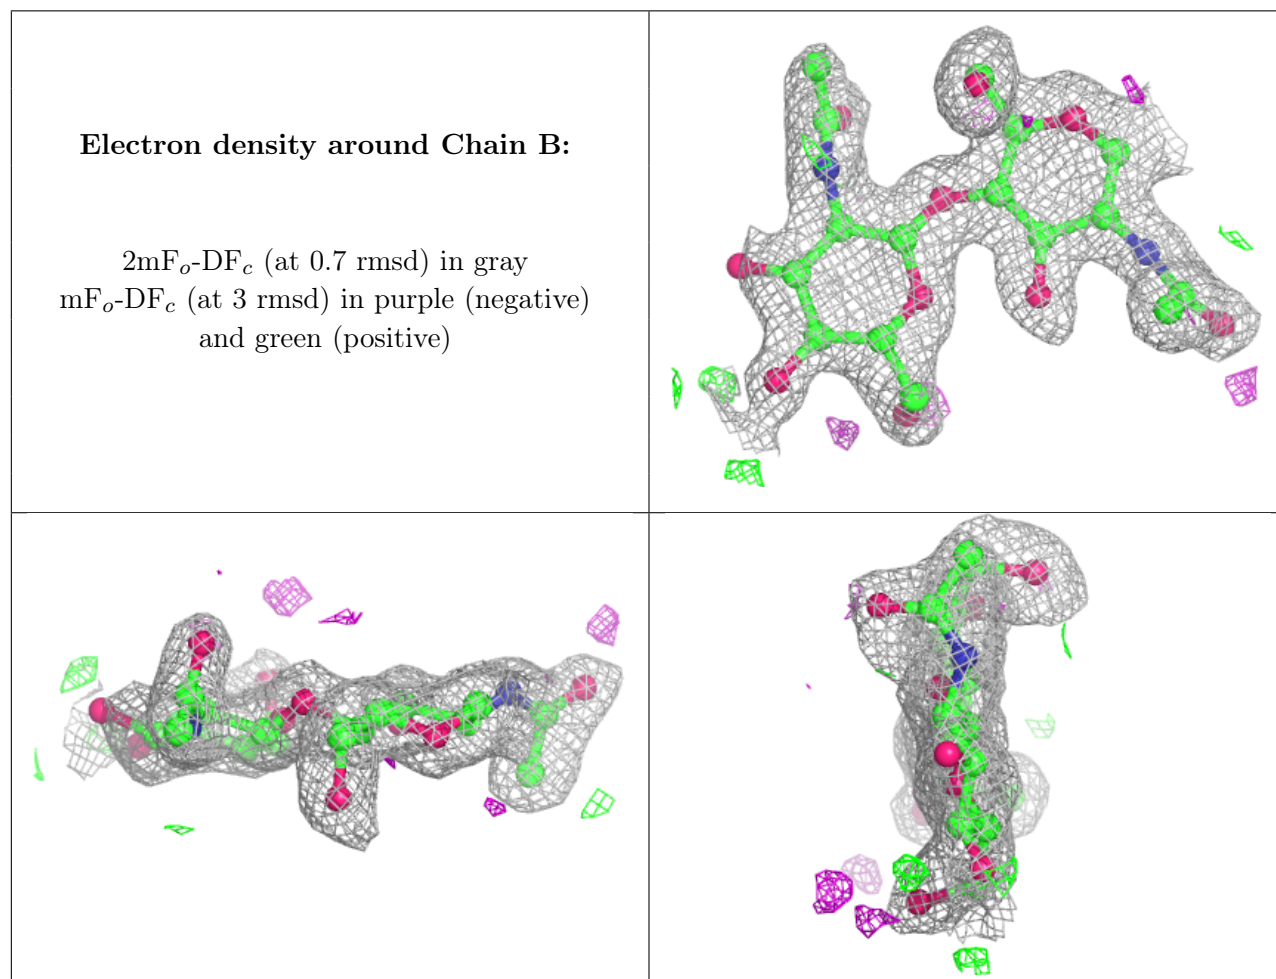 Electron density around Chain B:
2mF_o-DF_c (at 0.7 rmsd) in gray
mF_o-DF_c (at 3 rmsd) in purple (negative)
and green (positive)